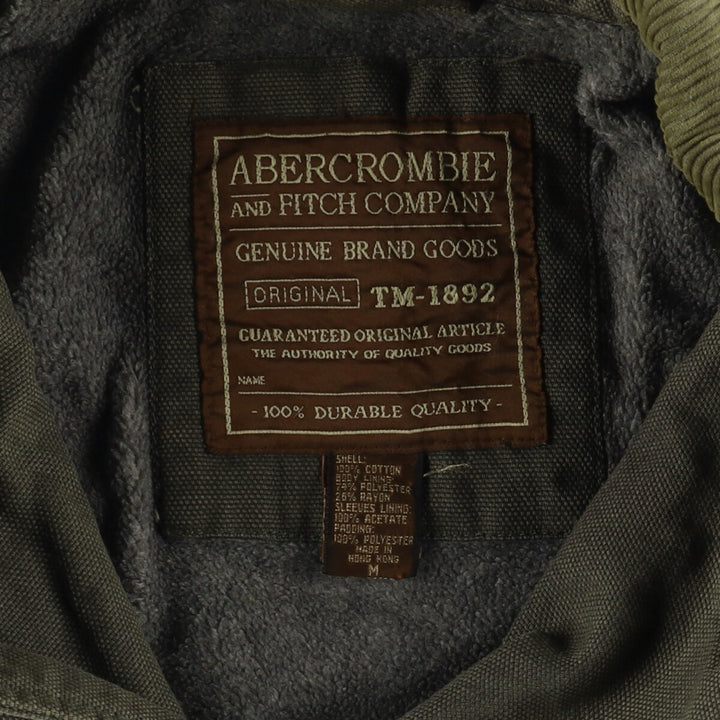 ABERCROMBIE
AND FITCH COMPANY
GENUINE BRAND GOODS
ORIGINAL TM-1892
GUARANTEED ORIGINAL ARTICLE
THE AUTHORITY OF QUALITY GOODS
NAME
- 100% DURABLE QUALITY -
SHELL:
100% COTTON
BODY LINING:
74% POLYESTER
26% RAYON
SLEEVES LINING:
100% ACETATE
PADDING:
100% POLYESTER
MADE IN
HONG KONG
M